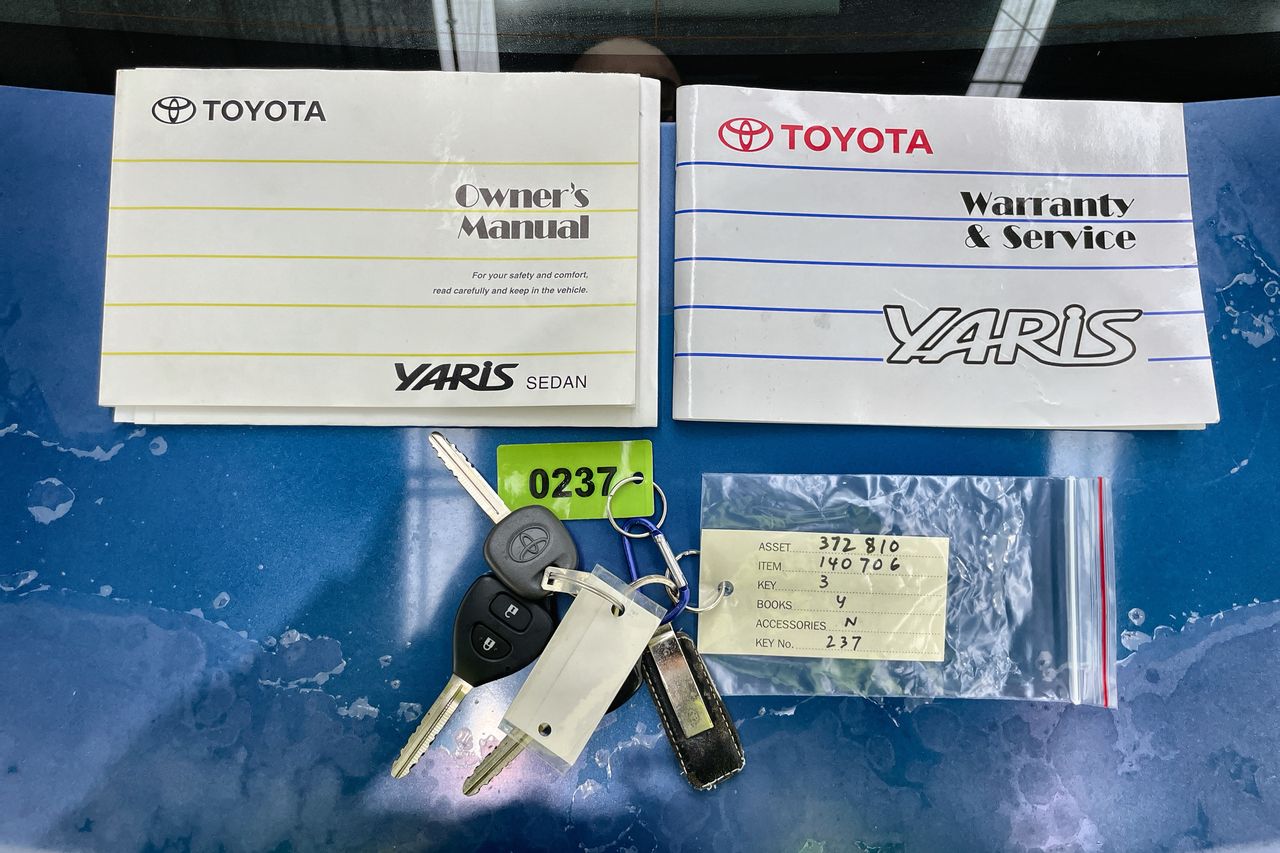 TOYOTA
Owner's
Manual
For your safety and comfort,
read carefully and keep in the vehicle.
YARiS SEDAN
TOYOTA
Warranty
& Service
YARiS
0237
ASSET 372 810
ITEM 140706
KEY 3
BOOKS 4
ACCESSORIES N
KEY No. 237